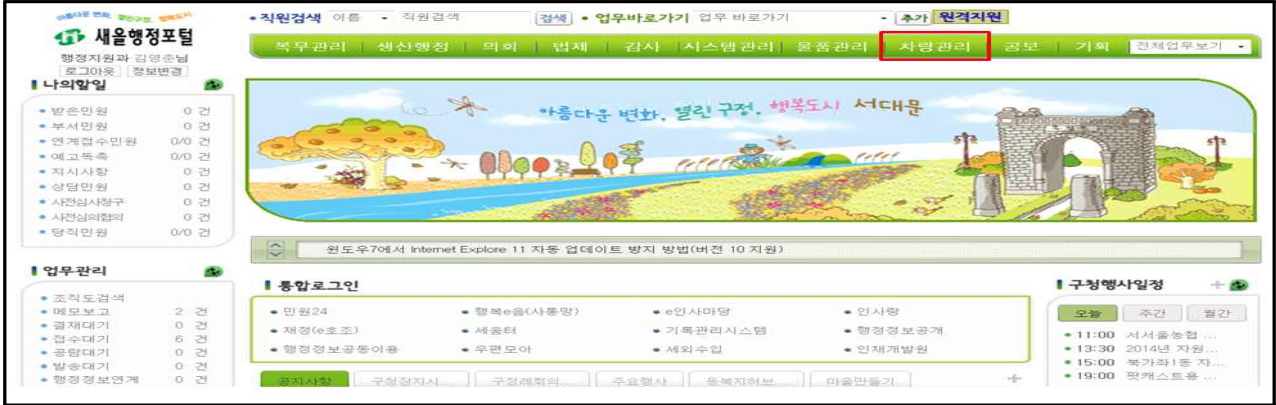 아름다운 변화, 열린구정, 행복도시
새올행정포털
행정지원과 김영준님
로그아웃 정보변경
• 직원검색 이름 직원검색 검색 • 업무바로가기 업무 바로가기 추가 원격지원
복무관리 | 생산행정 | 의회 | 법제 | 감사 | 시스템관리 | 물품관리 | 차량관리 | 공보 | 기획 전체업무보기
나의할일
• 받은민원 0 건
• 부서민원 0 건
• 연계접수민원 0/0 건
• 예고독촉 0/0 건
• 지시사항 0 건
• 상담민원 0 건
• 사전심사청구 0 건
• 사전심의협의 0 건
• 당직민원 0/0 건
아름다운 변화, 열린 구정, 행복도시 서대문
윈도우7에서 Internet Explore 11 자동 업데이트 방지 방법(버전 10 지원)
업무관리
• 조직도검색
• 메모보고 2 건
• 결재대기 0 건
• 접수대기 6 건
• 공람대기 0 건
• 발송대기 0 건
• 행정정보연계 0 건
통합로그인
• 민원24 • 행복e음(사통망) • e인사마당 • 인사랑
• 재정(e호조) • 세움터 • 기록관리시스템 • 행정정보공개
• 행정정보공동이용 • 우편모아 • 세외수입 • 인재개발원
공지사항 구청장지시... 구정례회의... 주요행사 동복지허브... 마을만들기
구청행사일정
오늘 주간 월간
• 11:00 서서울농협 ...
• 13:30 2014년 자원...
• 15:00 북가좌1동 자...
• 19:00 팟캐스트용 ...